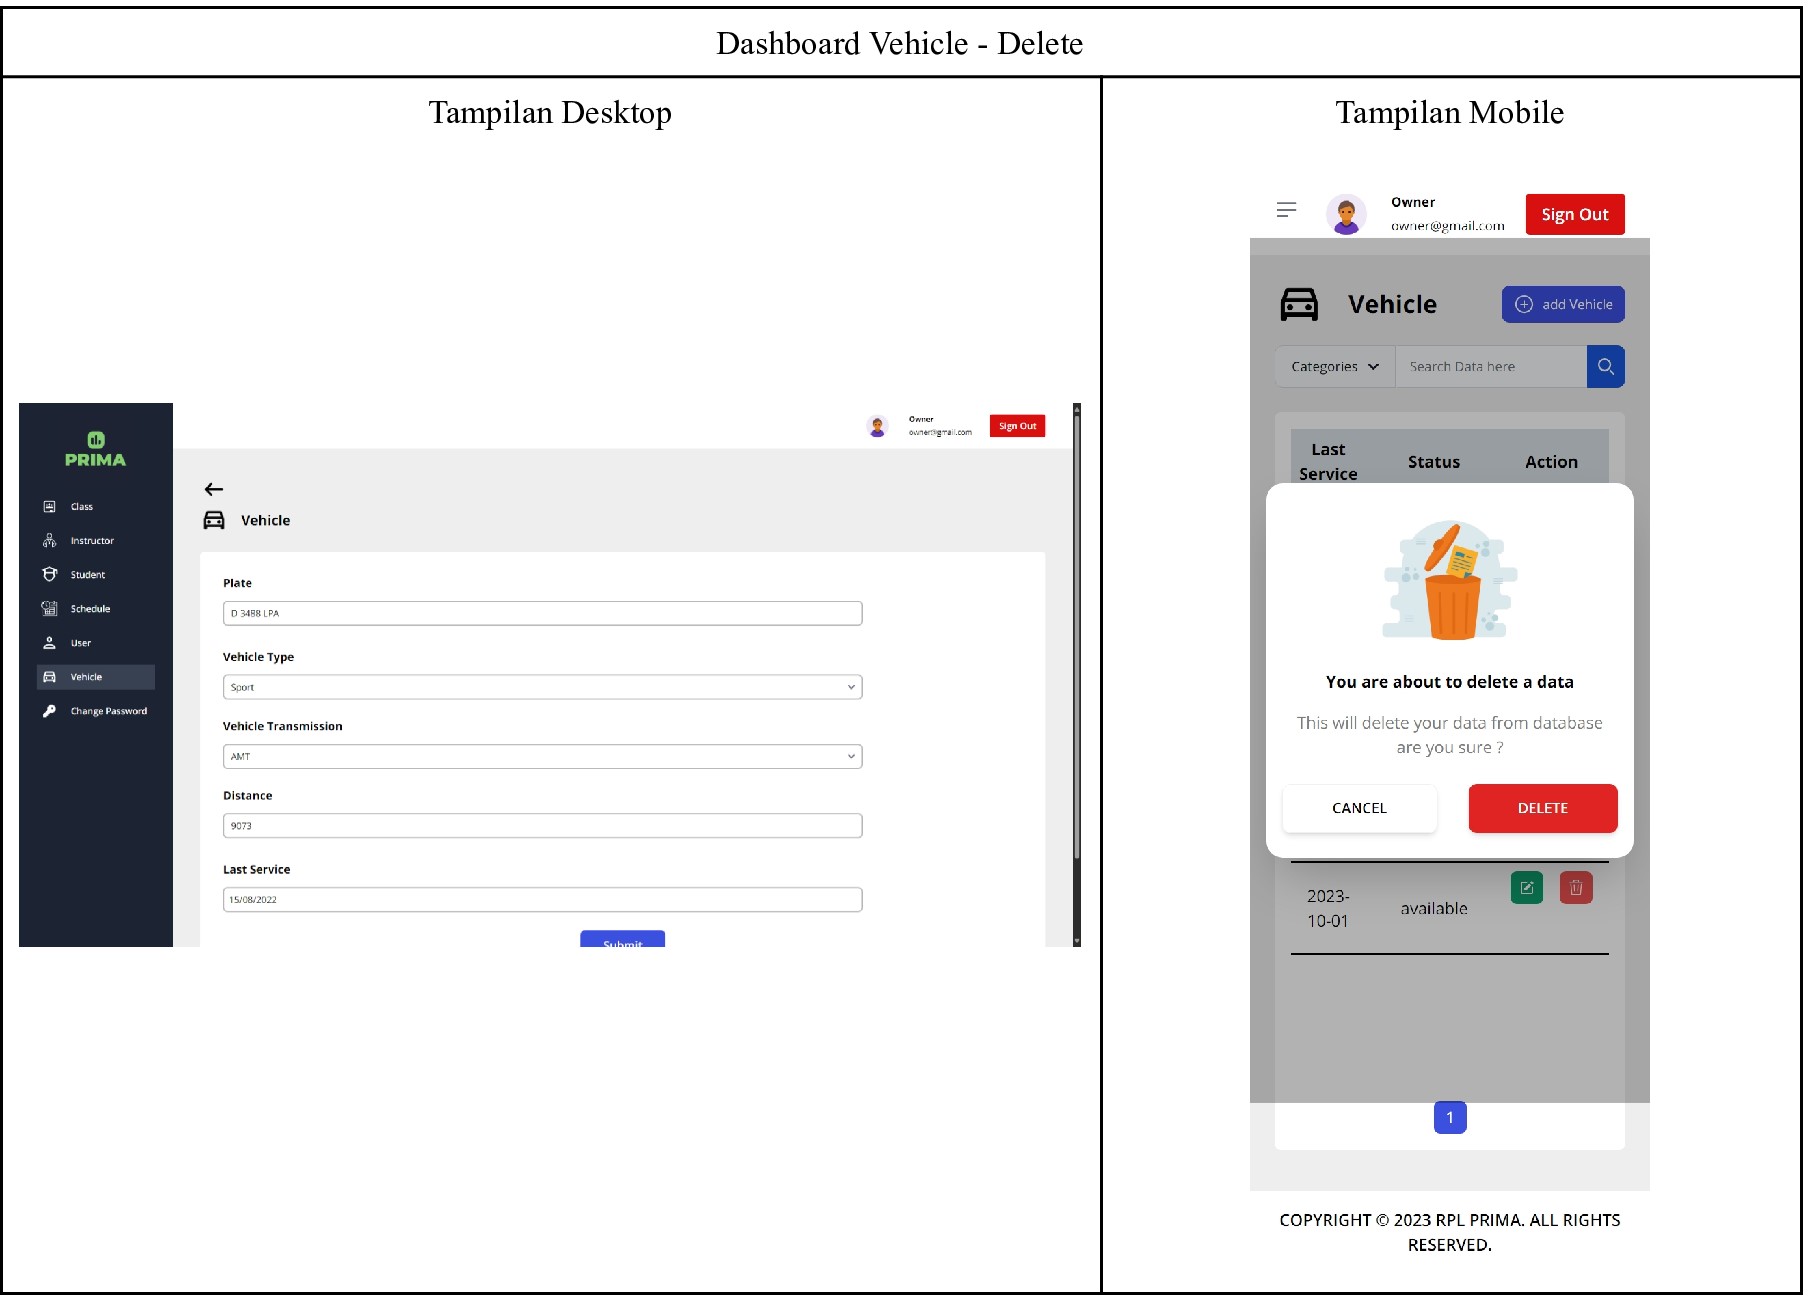 Dashboard Vehicle - Delete
Tampilan Desktop
PRIMA
Class
Instructor
Student
Schedule
User
Vehicle
Change Password
Owner
owner@gmail.com
Sign Out
Vehicle
Plate
D 3488 LPA
Vehicle Type
Sport
Vehicle Transmission
AMT
Distance
9073
Last Service
15/08/2022
Submit
Tampilan Mobile
Owner
owner@gmail.com
Sign Out
Vehicle
add Vehicle
Categories
Search Data here
Last
Service
Status
Action
You are about to delete a data
This will delete your data from database
are you sure ?
CANCEL
DELETE
2023-
10-01
available
1
COPYRIGHT © 2023 RPL PRIMA. ALL RIGHTS
RESERVED.